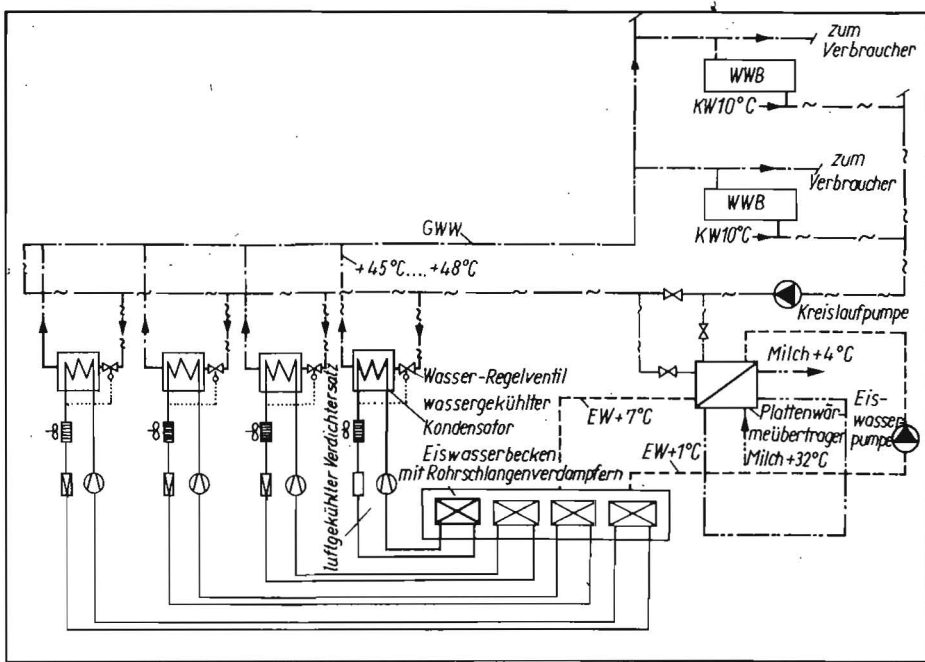 zum
Verbraucher
WWB
KW10°C
zum
Verbraucher
WWB
KW10°C
GWW
+45°C....+48°C
Kreislaufpumpe
Milch+4°C
Wasser-Regelventil
wassergekühlter
Kondensator
luftgekühlter Verdichtersatz
Eiswasserbecken
mit Rohrschlangenverdampfern
EW+7°C
EW+1°C
Plattenwär-
meübertrager
Milch+32°C
Eis-
wasser
pumpe